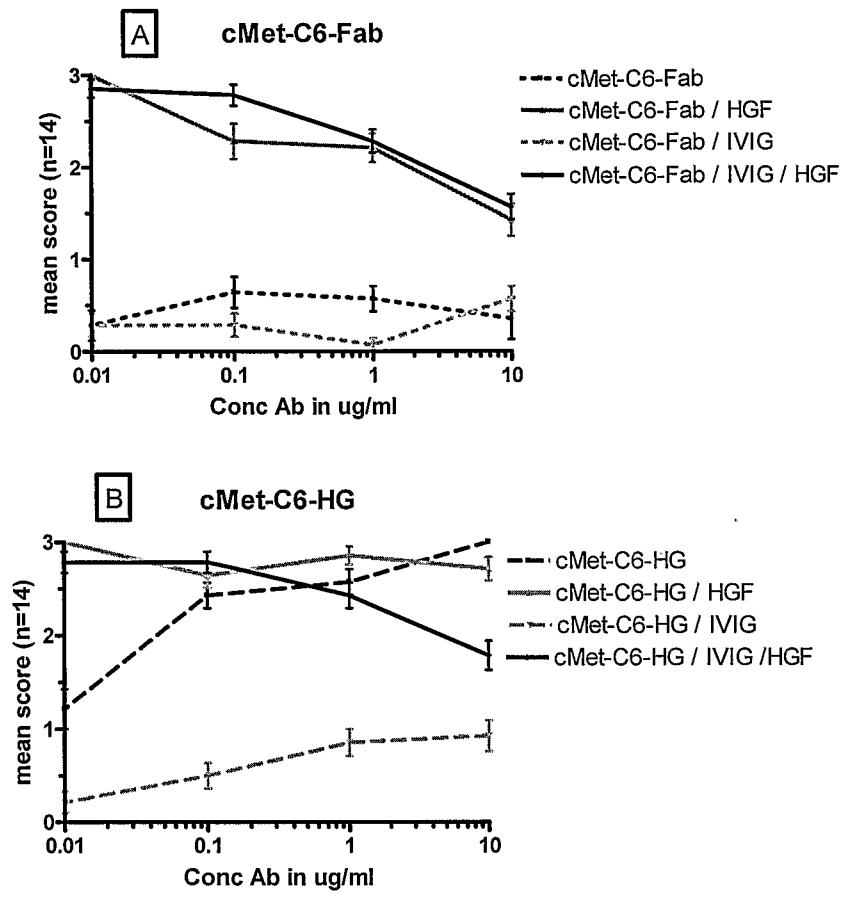 A
cMet-C6-Fab
3
2
1
0
mean score (n=14)
0.01 0.1 1 10
Conc Ab in ug/ml
cMet-C6-Fab
cMet-C6-Fab / HGF
cMet-C6-Fab / IVIG
cMet-C6-Fab / IVIG / HGF
B
cMet-C6-HG
3
2
1
0
mean score (n=14)
0.01 0.1 1 10
Conc Ab in ug/ml
cMet-C6-HG
cMet-C6-HG / HGF
cMet-C6-HG / IVIG
cMet-C6-HG / IVIG /HGF